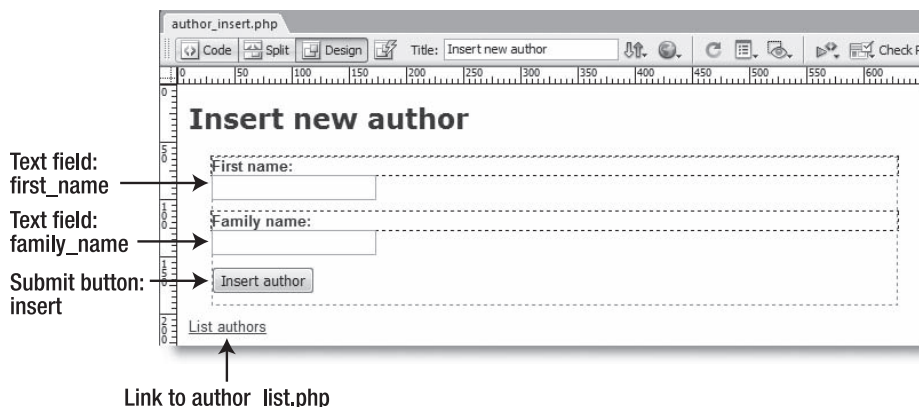 author_insert.php
Code Split Design Title: Insert new author Check P
0 50 100 150 200 250 300 350 400 450 500 550 600
Insert new author
Text field:
first_name
First name:
Text field:
family_name
Family name:
Submit button:
insert
Insert author
List authors
Link to author_list.php